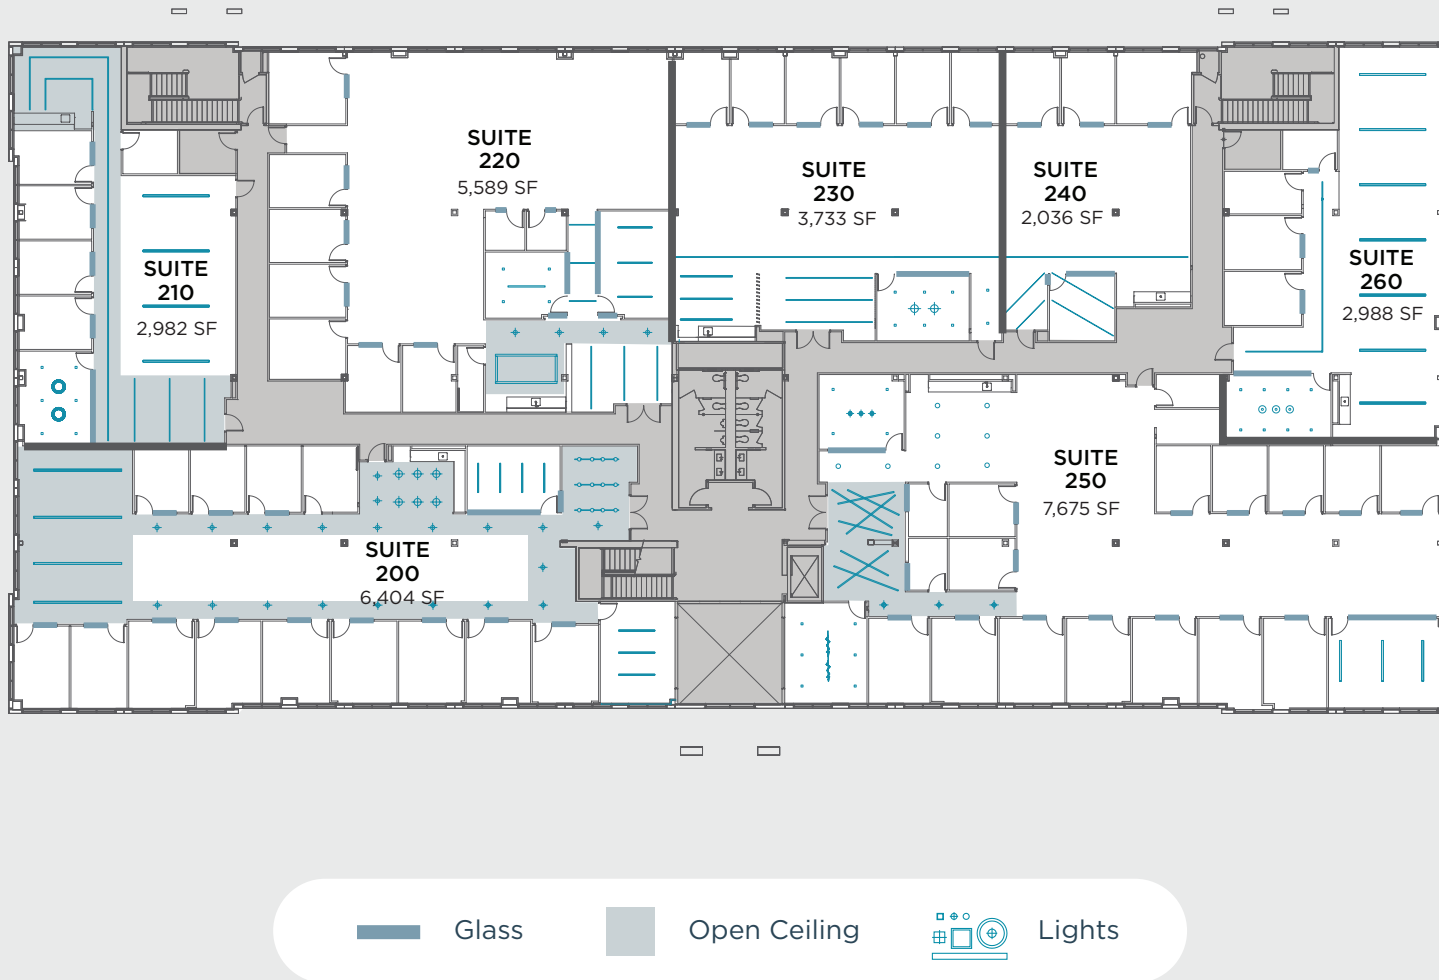 SUITE
220
5,589 SF
SUITE
230
3,733 SF
SUITE
240
2,036 SF
SUITE
210
2,982 SF
SUITE
260
2,988 SF
SUITE
250
7,675 SF
SUITE
200
6,404 SF
Glass
Open Ceiling
Lights